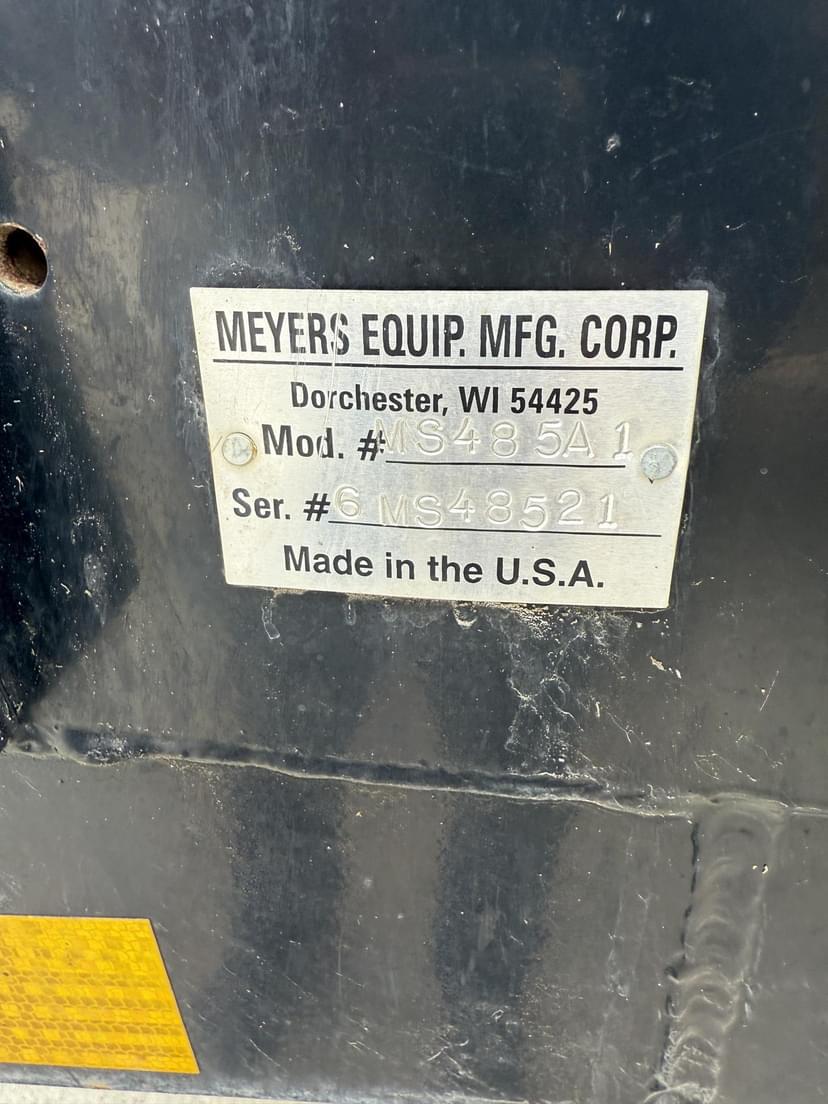 MEYERS EQUIP. MFG. CORP.
Dorchester, WI 54425
Mod. # MS485A1
Ser. # 6MS48521
Made in the U.S.A.